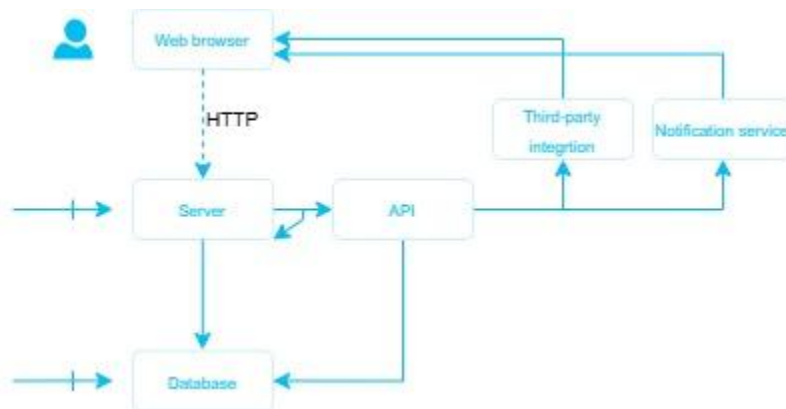 Web browser
HTTP
Third-party
integrtion
Notification service
Server
API
Database